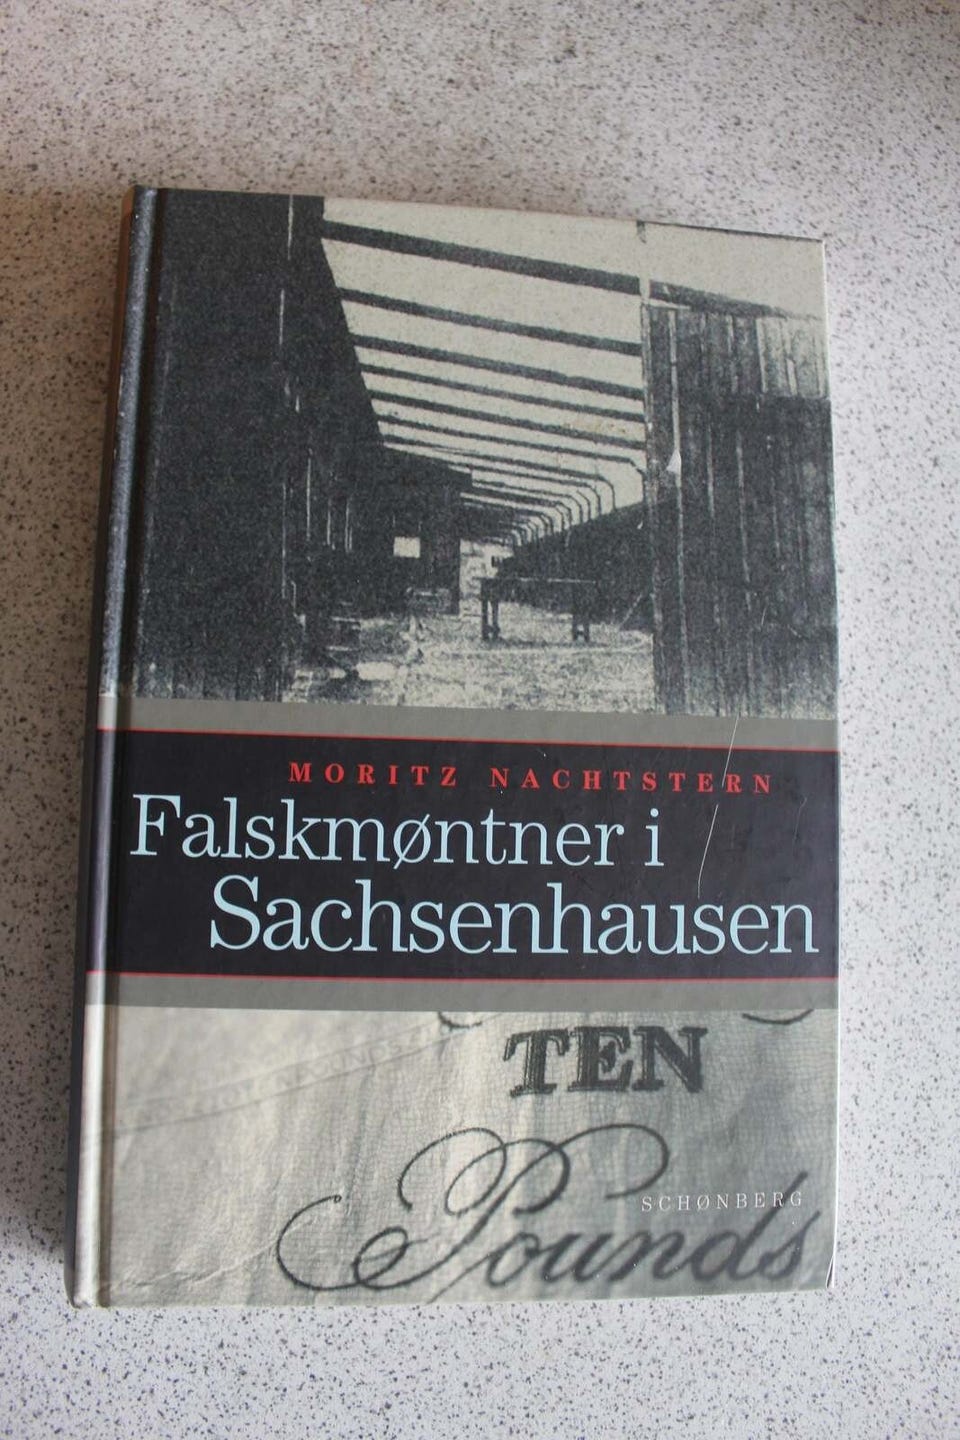 MORITZ NACHTSTERN
Falskmøntner i
Sachsenhausen
TEN
Pounds
SCHØNBERG